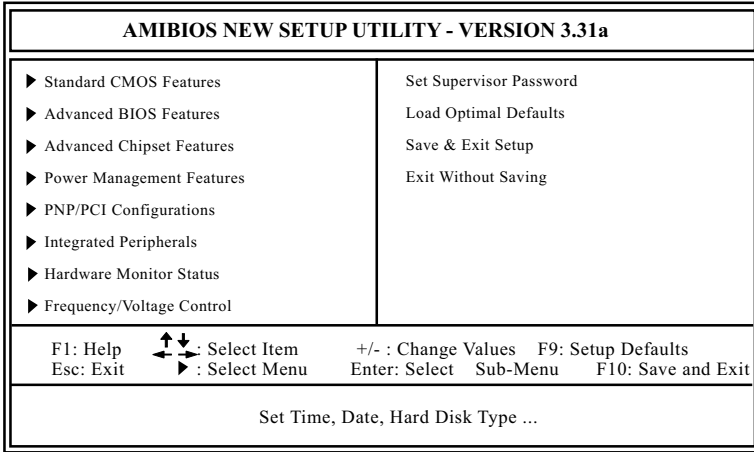 AMIBIOS NEW SETUP UTILITY - VERSION 3.31a
Standard CMOS Features
Advanced BIOS Features
Advanced Chipset Features
Power Management Features
PNP/PCI Configurations
Integrated Peripherals
Hardware Monitor Status
Frequency/Voltage Control
Set Supervisor Password
Load Optimal Defaults
Save & Exit Setup
Exit Without Saving
F1: Help : Select Item +/- : Change Values F9: Setup Defaults
Esc: Exit : Select Menu Enter: Select Sub-Menu F10: Save and Exit
Set Time, Date, Hard Disk Type ...